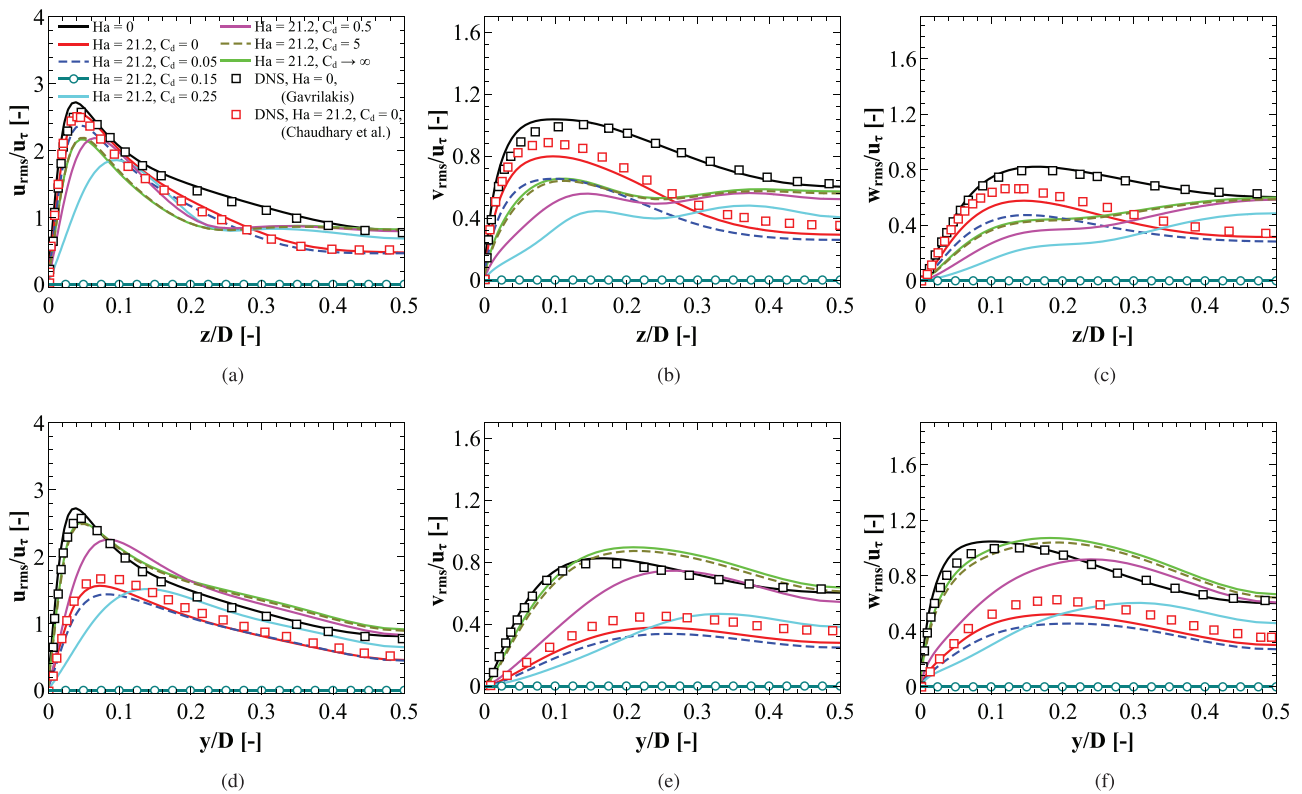 4
3
2
1
0
u_rms/u_τ [-]
Ha = 0
Ha = 21.2, C_d = 0
Ha = 21.2, C_d = 0.05
Ha = 21.2, C_d = 0.15
Ha = 21.2, C_d = 0.25
Ha = 21.2, C_d = 0.5
Ha = 21.2, C_d = 5
Ha = 21.2, C_d → ∞
DNS, Ha = 0,
(Gavrilakis)
DNS, Ha = 21.2, C_d = 0,
(Chaudhary et al.)
0 0.1 0.2 0.3 0.4 0.5
z/D [-]
(a)
1.6
1.2
0.8
0.4
0
v_rms/u_τ [-]
0 0.1 0.2 0.3 0.4 0.5
z/D [-]
(b)
1.6
1.2
0.8
0.4
0
w_rms/u_τ [-]
0 0.1 0.2 0.3 0.4 0.5
z/D [-]
(c)
4
3
2
1
0
u_rms/u_τ [-]
0 0.1 0.2 0.3 0.4 0.5
y/D [-]
(d)
1.6
1.2
0.8
0.4
0
v_rms/u_τ [-]
0 0.1 0.2 0.3 0.4 0.5
y/D [-]
(e)
1.6
1.2
0.8
0.4
0
w_rms/u_τ [-]
0 0.1 0.2 0.3 0.4 0.5
y/D [-]
(f)